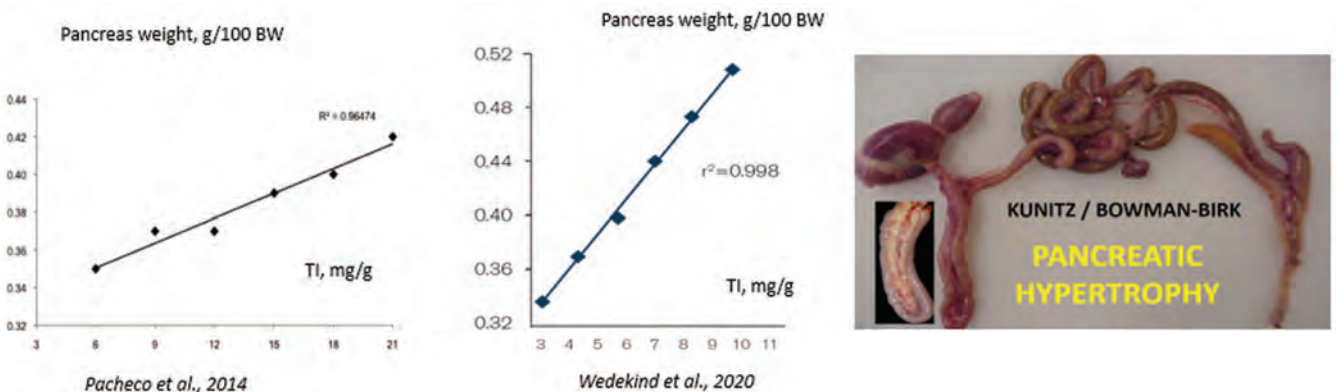 Pancreas weight, g/100 BW
0.44
0.42
0.40
0.38
0.36
0.34
0.32
R² = 0.96474
TI, mg/g
3 6 9 12 15 18 21
Pacheco et al., 2014
Pancreas weight, g/100 BW
0.52
0.48
0.44
0.40
0.36
0.32
r²=0.998
TI, mg/g
3 4 5 6 7 8 9 10 11
Wedekind et al., 2020
KUNITZ / BOWMAN-BIRK
PANCREATIC
HYPERTROPHY